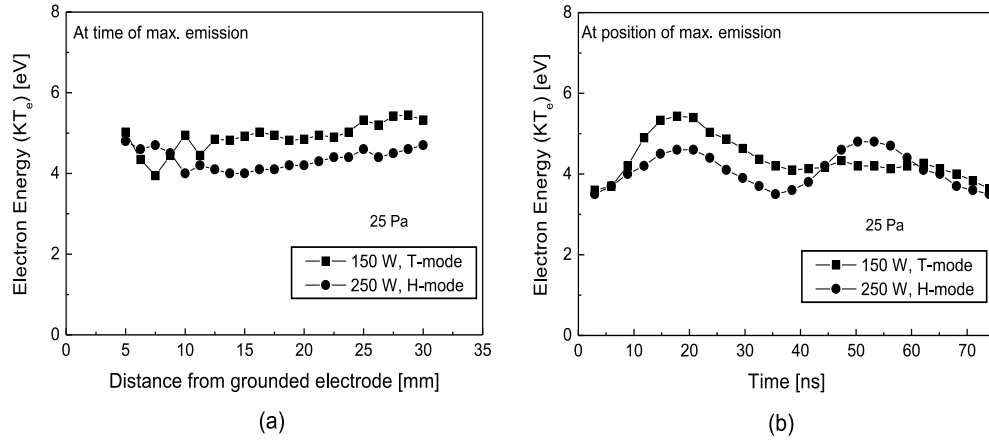 At time of max. emission
Electron Energy (KTe) [eV]
8
6
4
2
0
25 Pa
150 W, T-mode
250 W, H-mode
0 5 10 15 20 25 30 35
Distance from grounded electrode [mm]
(a)
At position of max. emission
Electron Energy (KTe) [eV]
8
6
4
2
0
25 Pa
150 W, T-mode
250 W, H-mode
0 10 20 30 40 50 60 70
Time [ns]
(b)